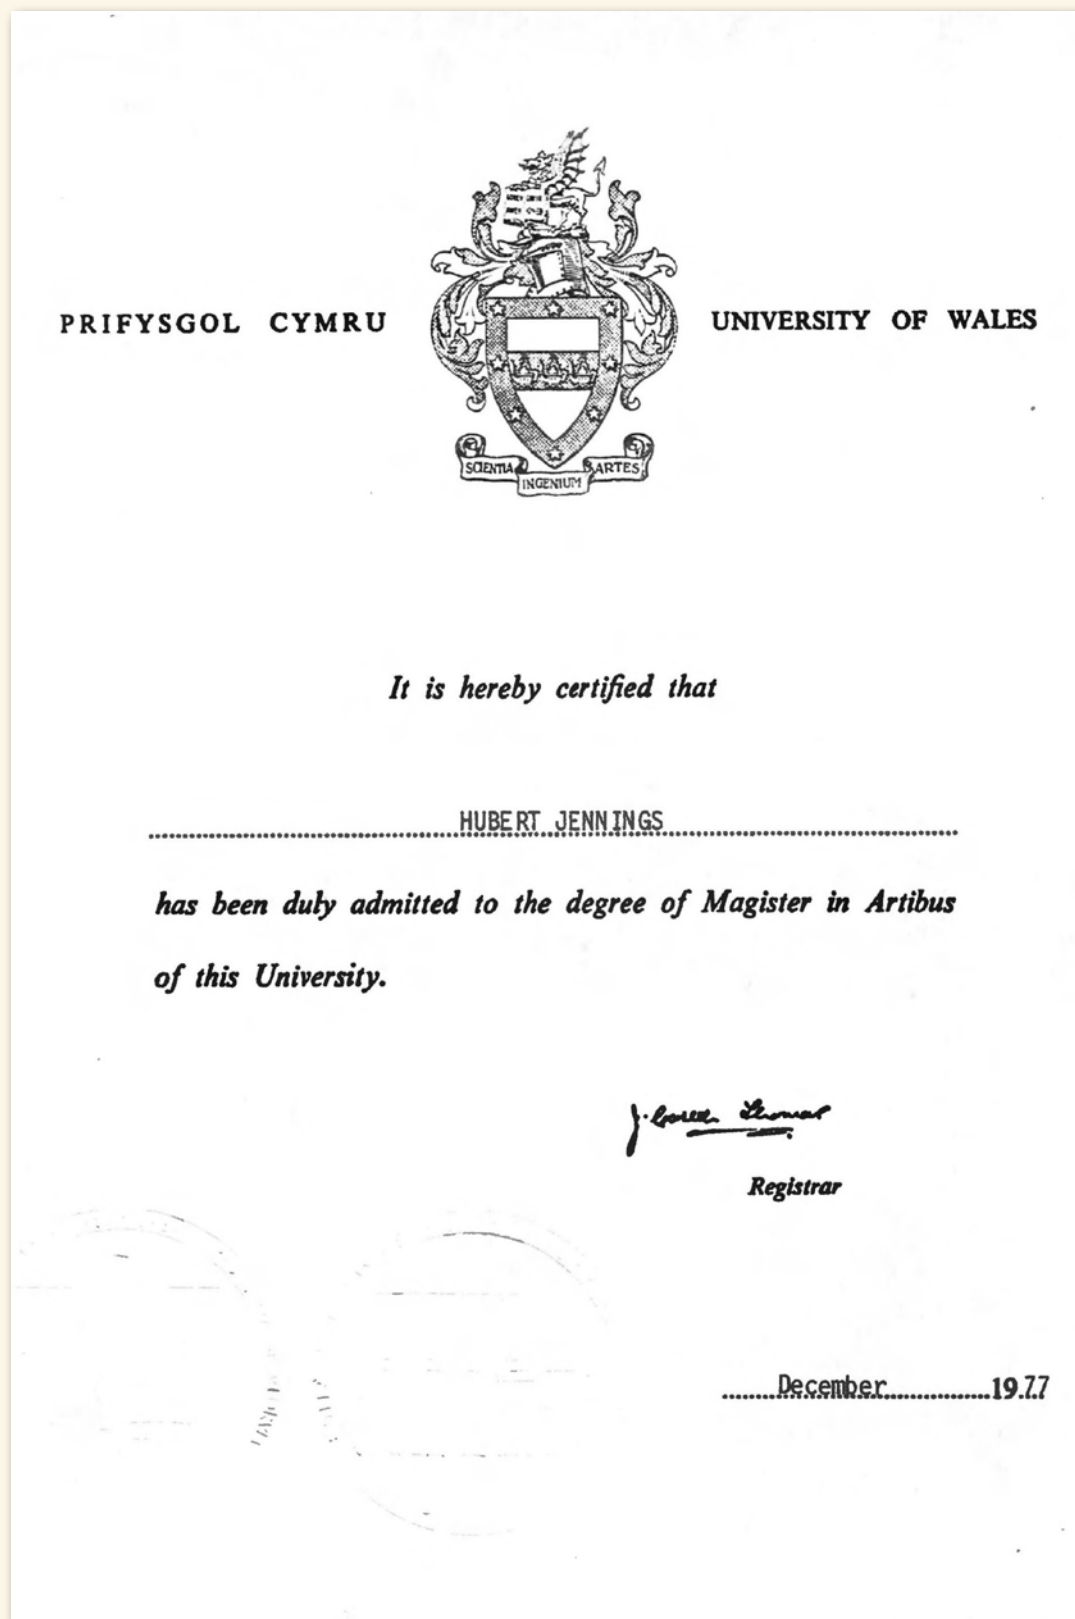 PRIFYSGOL CYMRU
UNIVERSITY OF WALES
SCIENTIA INGENIUM ARTES
It is hereby certified that
HUBERT JENNINGS
has been duly admitted to the degree of Magister in Artibus
of this University.
Registrar
December 1977